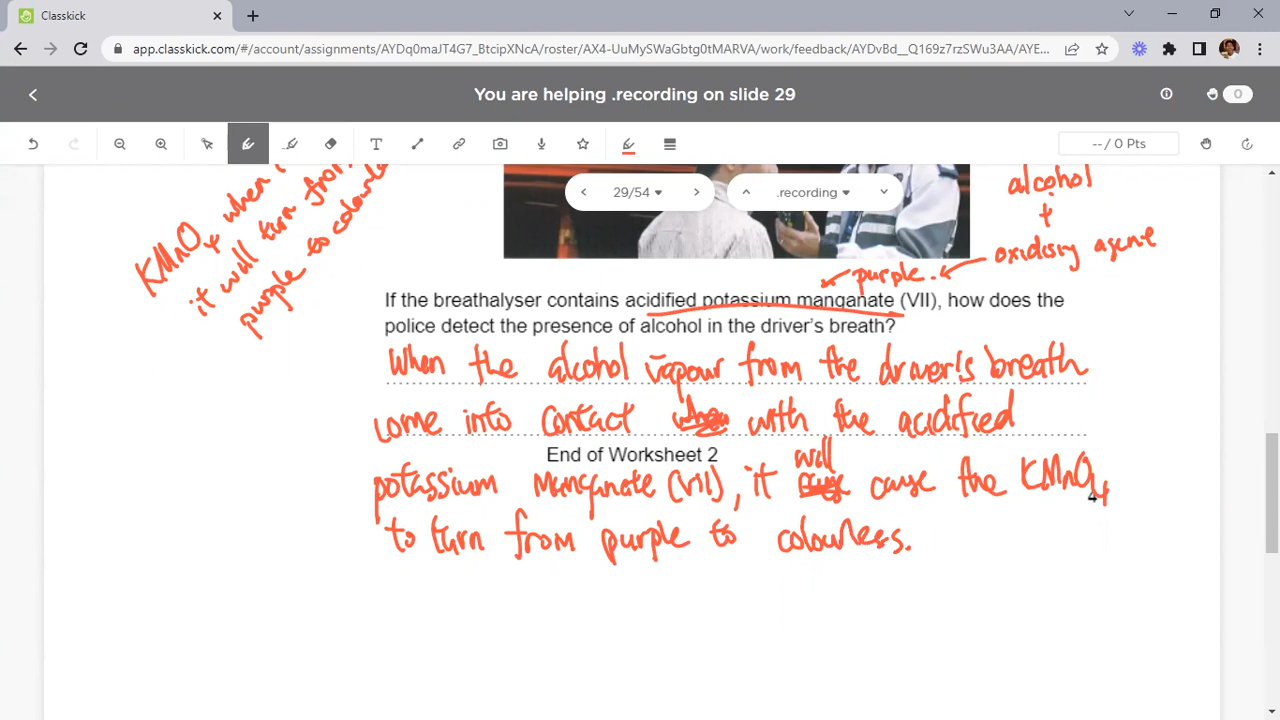 Classkick
app.classkick.com/#/account/assignments/AYDq0maJT4G7_BtcipXNcA/roster/AX4-UuMySWaGbtg0tMARVA/work/feedback/AYDvBd__Q169z7rzSWu3AA/AYE...
You are helping .recording on slide 29
0
T
-- / 0 Pts
29/54
.recording
KMnO4 when
it will turn from
purple to colourless
alcohol
+
oxidising agent
purple.
If the breathalyser contains acidified potassium manganate (VII), how does the
police detect the presence of alcohol in the driver's breath?
When the alcohol vapour from the driver's breath
come into contact with the acidified
End of Worksheet 2
potassium Manganate (VII), it will cause the KMnO4
to turn from purple to colourless.